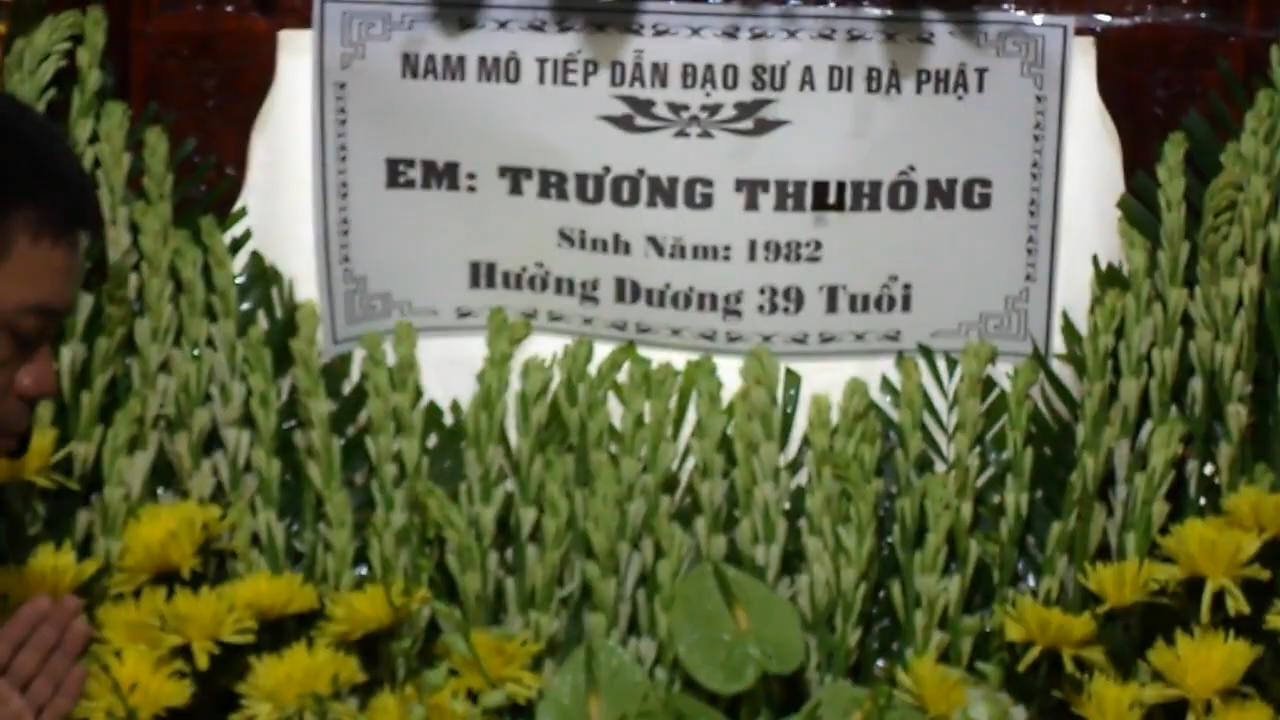 NAM MÔ TIẾP DẪN ĐẠO SƯ A DI ĐÀ PHẬT
EM: TRƯƠNG HỒNG
Sinh Năm: 1982
Hưởng Dương 39 Tuổi